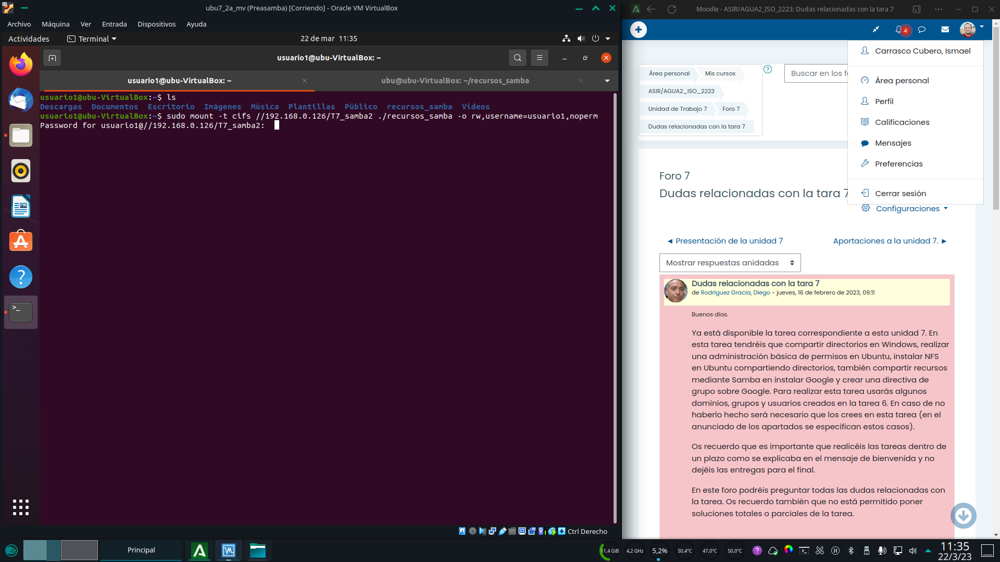 ubu7_2a_mv (Preasamba) [Corriendo] - Oracle VM VirtualBox
Archivo Máquina Ver Entrada Dispositivos Ayuda
Actividades Terminal 22 de mar 11:35
usuario1@ubu-VirtualBox: ~
usuario1@ubu-VirtualBox: ~ ubu@ubu-VirtualBox: ~/recursos_samba
usuario1@ubu-VirtualBox:~$ ls
Descargas Documentos Escritorio Imágenes Música Plantillas Público recursos_samba Vídeos
usuario1@ubu-VirtualBox:~$ sudo mount -t cifs //192.168.0.126/T7_samba2 ./recursos_samba -o rw,username=usuario1,noperm
Password for usuario1@//192.168.0.126/T7_samba2:
Ctrl Derecho
Moodle - ASIR/AGUA2_ISO_2223: Dudas relacionadas con la tara 7
4
Carrasco Cubero, Ismael
Área personal
Perfil
Calificaciones
Mensajes
Preferencias
Cerrar sesión
Área personal Mis cursos
ASIR/AGUA2_ISO_2223
Unidad de Trabajo 7 Foro 7
Dudas relacionadas con la tara 7
Buscar en los f
Foro 7
Dudas relacionadas con la tara 7
Configuraciones
◄ Presentación de la unidad 7
Aportaciones a la unidad 7. ►
Mostrar respuestas anidadas
Dudas relacionadas con la tara 7
de Rodríguez Gracia, Diego - jueves, 16 de febrero de 2023, 09:11
Buenos días.
Ya está disponible la tarea correspondiente a esta unidad 7. En
esta tarea tendréis que compartir directorios en Windows, realizar
una administración básica de permisos en Ubuntu, instalar NFS
en Ubuntu compartiendo directorios, también compartir recursos
mediante Samba en instalar Google y crear una directiva de
grupo sobre Google. Para realizar esta tarea usarás algunos
dominios, grupos y usuarios creados en la tarea 6. En caso de no
haberlo hecho será necesario que los crees en esta tarea (en el
anunciado de los apartados se especifican estos casos).
Os recuerdo que es importante que realicéis las tareas dentro de
un plazo como se explicaba en el mensaje de bienvenida y no
dejéis las entregas para el final.
En este foro podréis preguntar todas las dudas relacionadas con
la tarea. Os recuerdo también que no está permitido poner
soluciones totales o parciales de la tarea.
Principal
11,4 GiB 4,2 GHz 5,2% 50,4°C 47,0°C 50,0°C
11:35
22/3/23